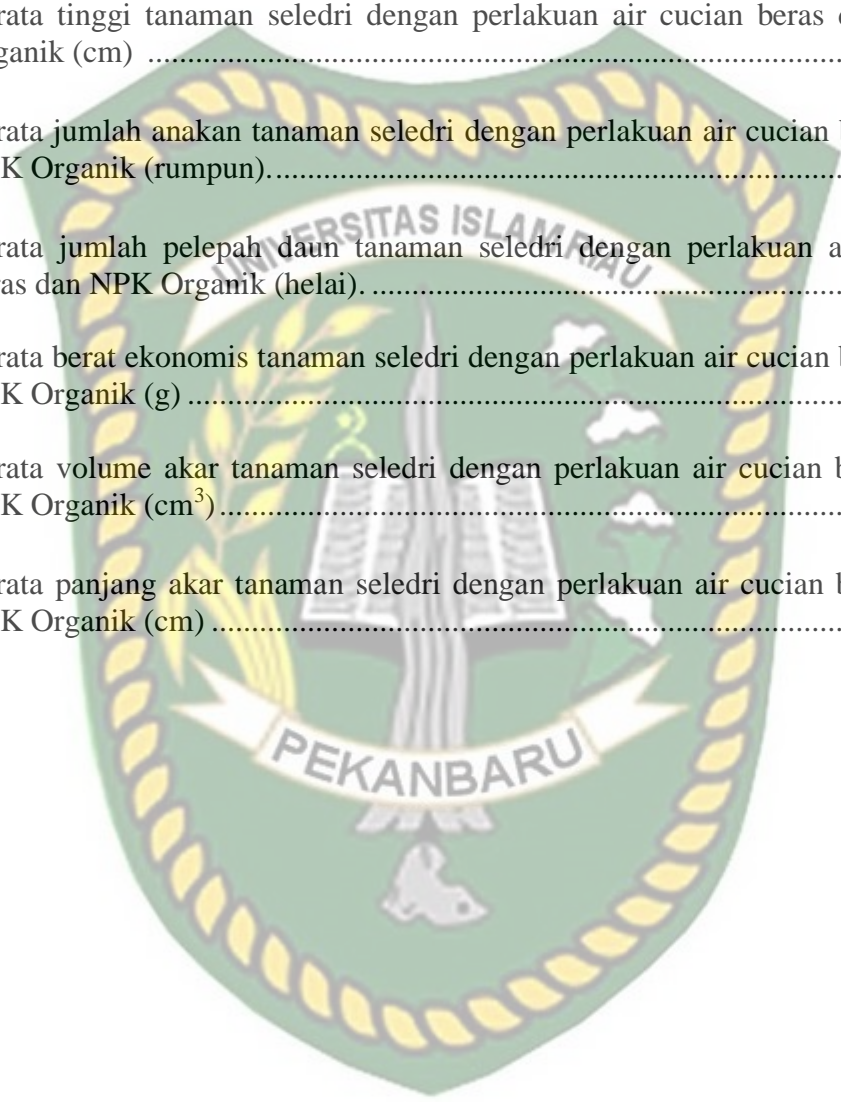 rata tinggi tanaman seledri dengan perlakuan air cucian beras
ganik (cm) ....................................................................................
rata jumlah anakan tanaman seledri dengan perlakuan air cucian
K Organik (rumpun).....................................................................
UNIVERSITAS ISLAM RIAU
rata jumlah pelepah daun tanaman seledri dengan perlakuan
ras dan NPK Organik (helai). .........................................................
rata berat ekonomis tanaman seledri dengan perlakuan air cucian
K Organik (g) ................................................................................
rata volume akar tanaman seledri dengan perlakuan air cucian
K Organik (cm³) ............................................................................
rata panjang akar tanaman seledri dengan perlakuan air cucian
K Organik (cm) .............................................................................
PEKANBARU